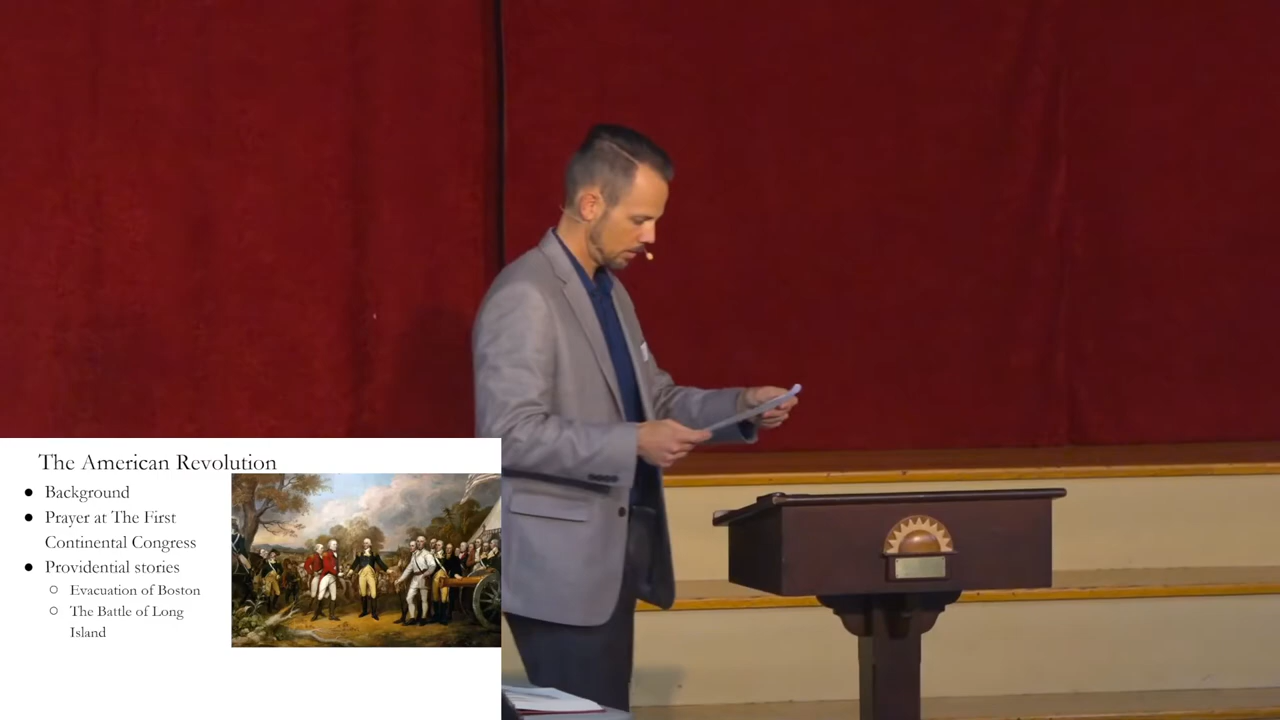 The American Revolution
● Background
● Prayer at The First
Continental Congress
● Providential stories
○ Evacuation of Boston
○ The Battle of Long
Island